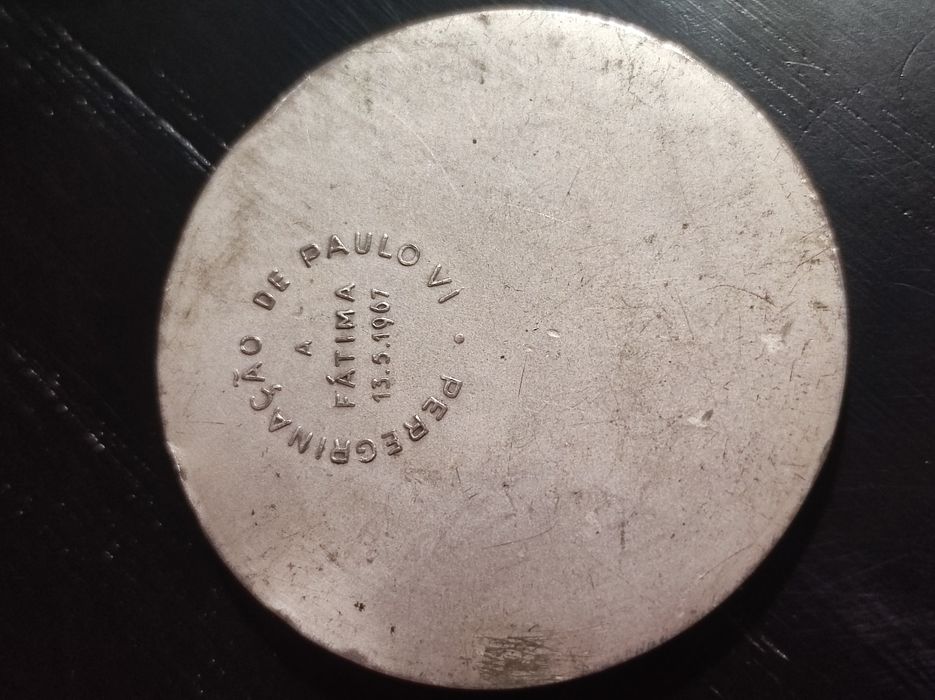 PEREGRINAÇÃO DE PAULO VI
A
FÁTIMA
13.5.1967